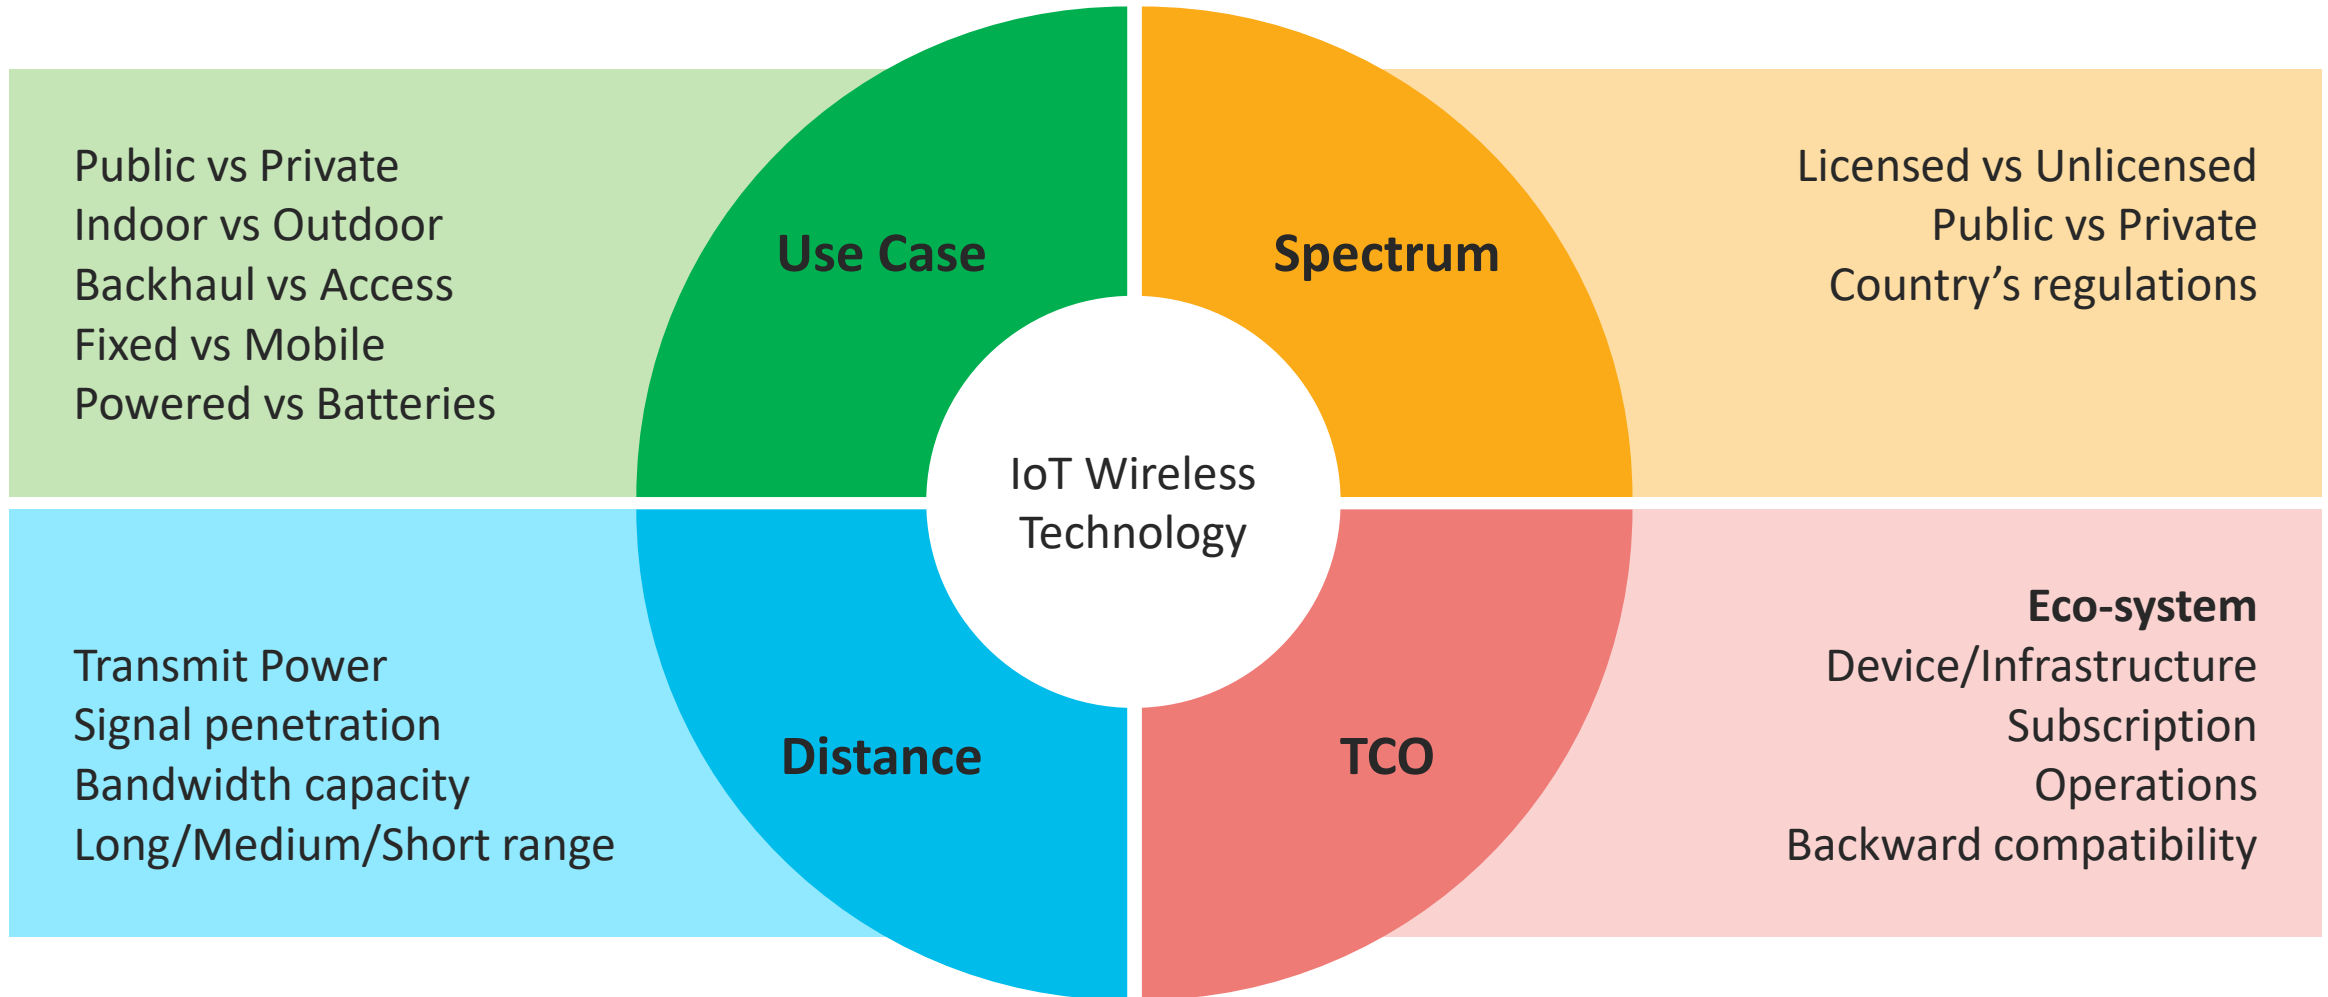 Public vs Private
Indoor vs Outdoor
Backhaul vs Access
Fixed vs Mobile
Powered vs Batteries
Use Case
Spectrum
Licensed vs Unlicensed
Public vs Private
Country’s regulations
IoT Wireless
Technology
Transmit Power
Signal penetration
Bandwidth capacity
Long/Medium/Short range
Distance
TCO
Eco-system
Device/Infrastructure
Subscription
Operations
Backward compatibility